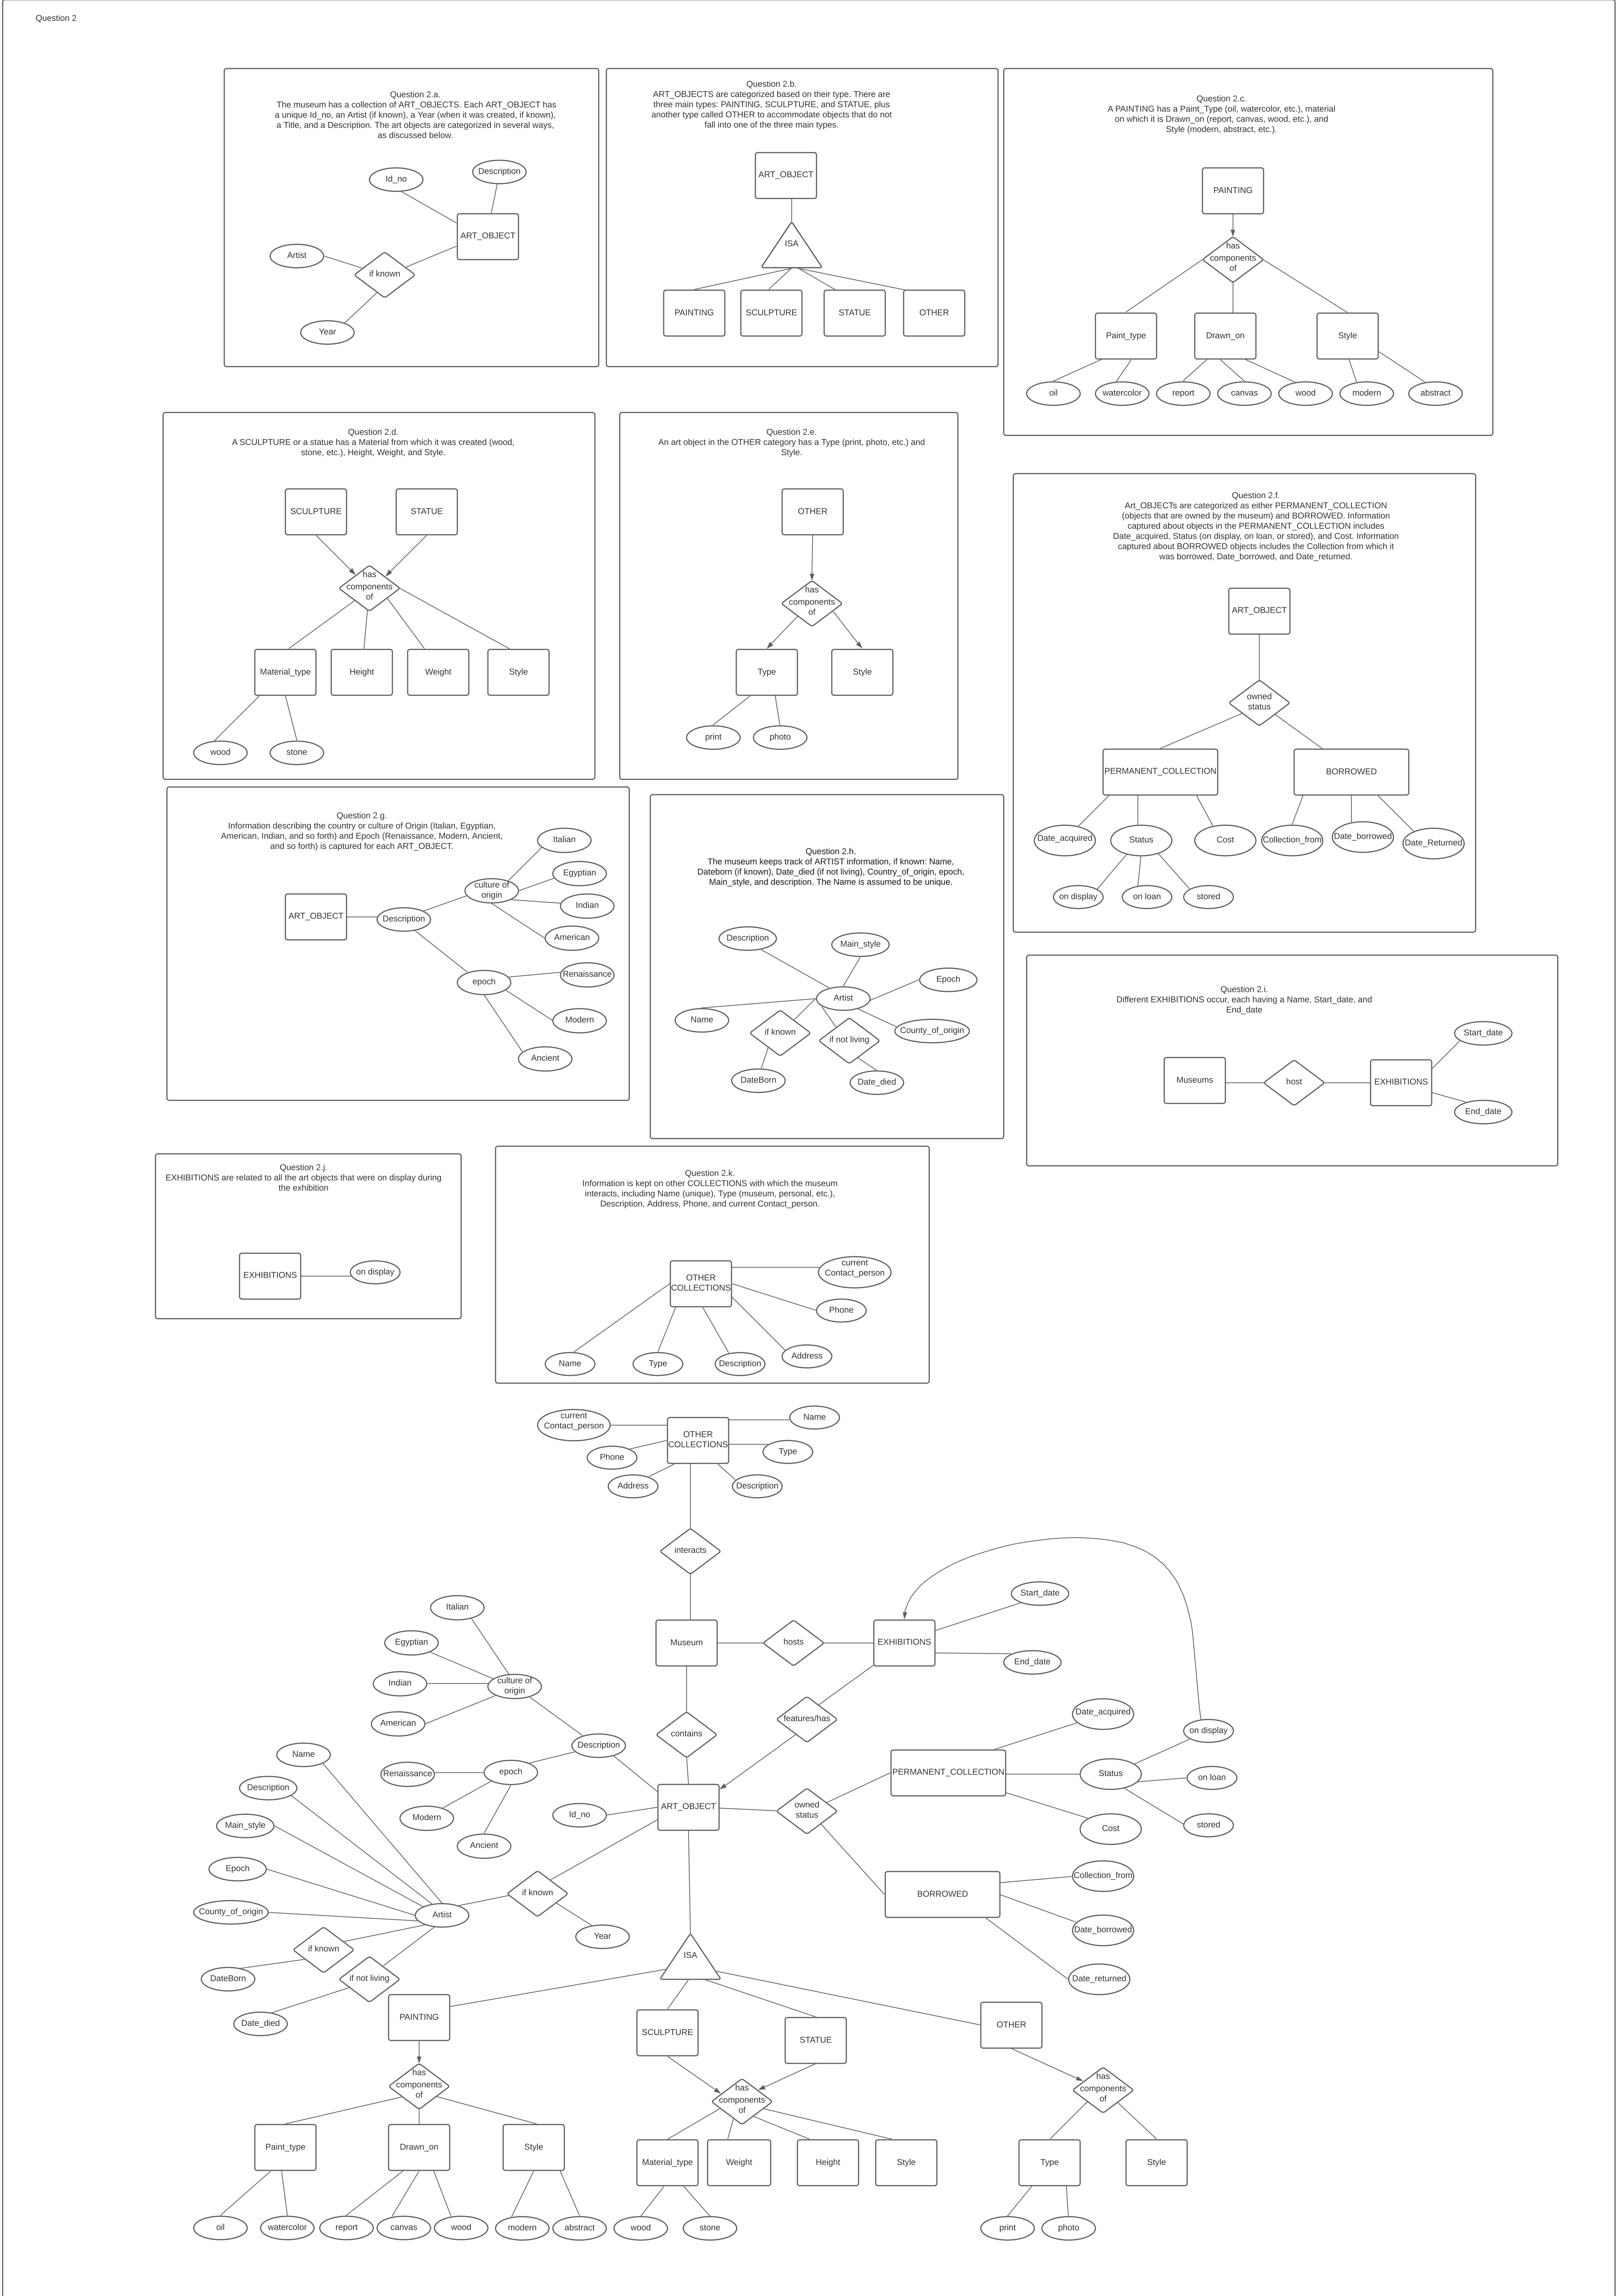 Question 2
Question 2.a.
The museum has a collection of ART_OBJECTS. Each ART_OBJECT has
a unique Id_no, an Artist (if known), a Year (when it was created, if known),
a Title, and a Description. The art objects are categorized in several ways,
as discussed below.
Id_no
Description
ART_OBJECT
Artist
if known
Year
Question 2.b.
ART_OBJECTS are categorized based on their type. There are
three main types: PAINTING, SCULPTURE, and STATUE, plus
another type called OTHER to accommodate objects that do not
fall into one of the three main types.
ART_OBJECT
ISA
PAINTING
SCULPTURE
STATUE
OTHER
Question 2.c.
A PAINTING has a Paint_Type (oil, watercolor, etc.), material
on which it is Drawn_on (report, canvas, wood, etc.), and
Style (modern, abstract, etc.).
PAINTING
has
components
of
Paint_type
Drawn_on
Style
oil
watercolor
report
canvas
wood
modern
abstract
Question 2.d.
A SCULPTURE or a statue has a Material from which it was created (wood,
stone, etc.), Height, Weight, and Style.
SCULPTURE
STATUE
has
components
of
Material_type
Height
Weight
Style
wood
stone
Question 2.e.
An art object in the OTHER category has a Type (print, photo, etc.) and
Style.
OTHER
has
components
of
Type
Style
print
photo
Question 2.f.
Art_OBJECTs are categorized as either PERMANENT_COLLECTION
(objects that are owned by the museum) and BORROWED. Information
captured about objects in the PERMANENT_COLLECTION includes
Date_acquired, Status (on display, on loan, or stored), and Cost. Information
captured about BORROWED objects includes the Collection from which it
was borrowed, Date_borrowed, and Date_returned.
ART_OBJECT
owned
status
PERMANENT_COLLECTION
BORROWED
Date_acquired
Status
Cost
Collection_from
Date_borrowed
Date_Returned
on display
on loan
stored
Question 2.g.
Information describing the country or culture of Origin (Italian, Egyptian,
American, Indian, and so forth) and Epoch (Renaissance, Modern, Ancient,
and so forth) is captured for each ART_OBJECT.
Italian
Egyptian
culture of
origin
Indian
ART_OBJECT
Description
American
Renaissance
epoch
Modern
Ancient
Question 2.h.
The museum keeps track of ARTIST information, if known: Name,
Dateborn (if known), Date_died (if not living), Country_of_origin, epoch,
Main_style, and description. The Name is assumed to be unique.
Description
Main_style
Epoch
Artist
Name
if known
if not living
County_of_origin
DateBorn
Date_died
Question 2.i.
Different EXHIBITIONS occur, each having a Name, Start_date, and
End_date
Start_date
Museums
host
EXHIBITIONS
End_date
Question 2.j.
EXHIBITIONS are related to all the art objects that were on display during
the exhibition
EXHIBITIONS
on display
Question 2.k.
Information is kept on other COLLECTIONS with which the museum
interacts, including Name (unique), Type (museum, personal, etc.),
Description, Address, Phone, and current Contact_person.
OTHER
COLLECTIONS
current
Contact_person
Phone
Address
Name
Type
Description
current
Contact_person
OTHER
COLLECTIONS
Name
Phone
Type
Address
Description
interacts
Museum
hosts
EXHIBITIONS
Start_date
End_date
Italian
Egyptian
Indian
culture of
origin
American
contains
features/has
Date_acquired
on display
Name
Description
Renaissance
epoch
PERMANENT_COLLECTION
Status
on loan
Description
Modern
Id_no
ART_OBJECT
owned
status
Main_style
Ancient
Cost
stored
Epoch
if known
BORROWED
Collection_from
County_of_origin
Artist
Year
Date_borrowed
if known
ISA
DateBorn
if not living
Date_returned
Date_died
PAINTING
SCULPTURE
STATUE
OTHER
has
components
of
has
components
of
has
components
of
Paint_type
Drawn_on
Style
Material_type
Weight
Height
Style
Type
Style
oil
watercolor
report
canvas
wood
modern
abstract
wood
stone
print
photo